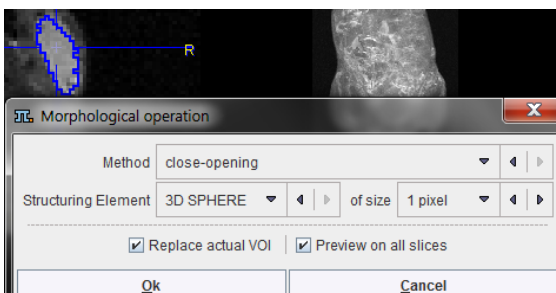 R
Morphological operation
X
Method close-opening
Structuring Element 3D SPHERE of size 1 pixel
Replace actual VOI Preview on all slices
Ok Cancel